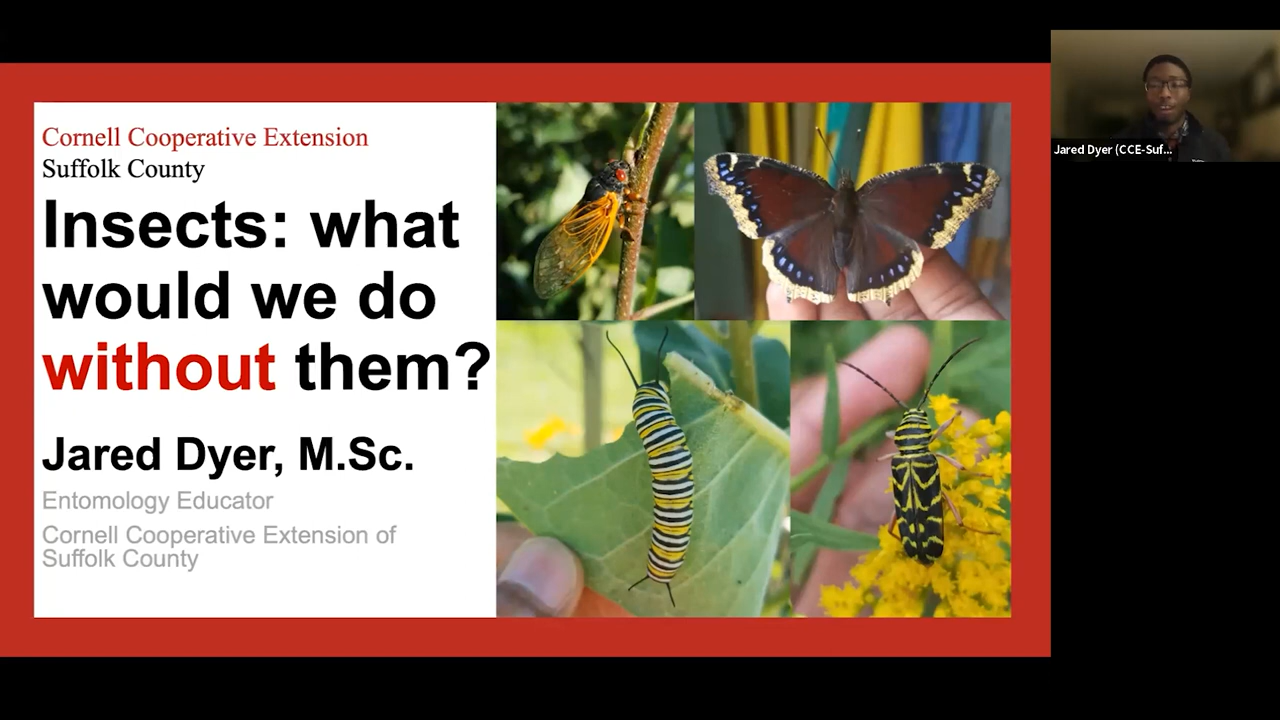 Cornell Cooperative Extension
Suffolk County
Insects: what
would we do
without them?
Jared Dyer, M.Sc.
Entomology Educator
Cornell Cooperative Extension of
Suffolk County
Jared Dyer (CCE-Suf...